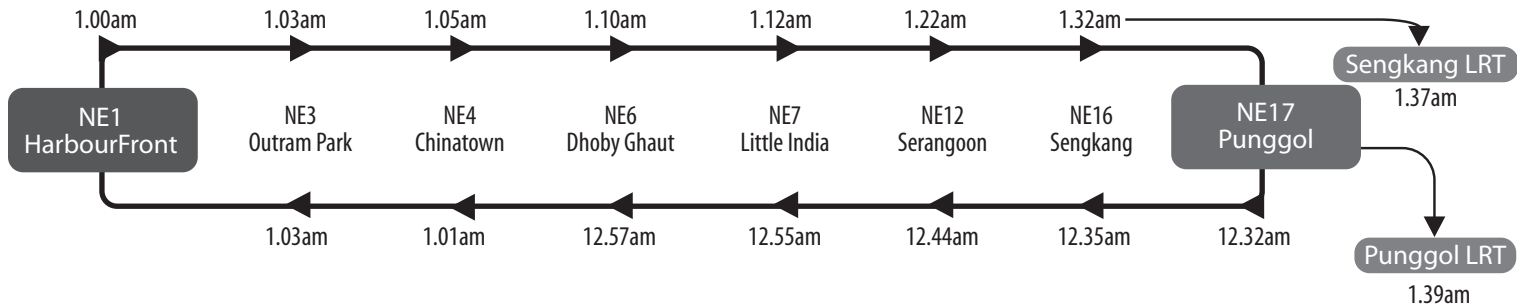 1.00am 1.03am 1.05am 1.10am 1.12am 1.22am 1.32am
Sengkang LRT
1.37am
NE1
HarbourFront
NE3
Outram Park
NE4
Chinatown
NE6
Dhoby Ghaut
NE7
Little India
NE12
Serangoon
NE16
Sengkang
NE17
Punggol
1.03am 1.01am 12.57am 12.55am 12.44am 12.35am 12.32am
Punggol LRT
1.39am